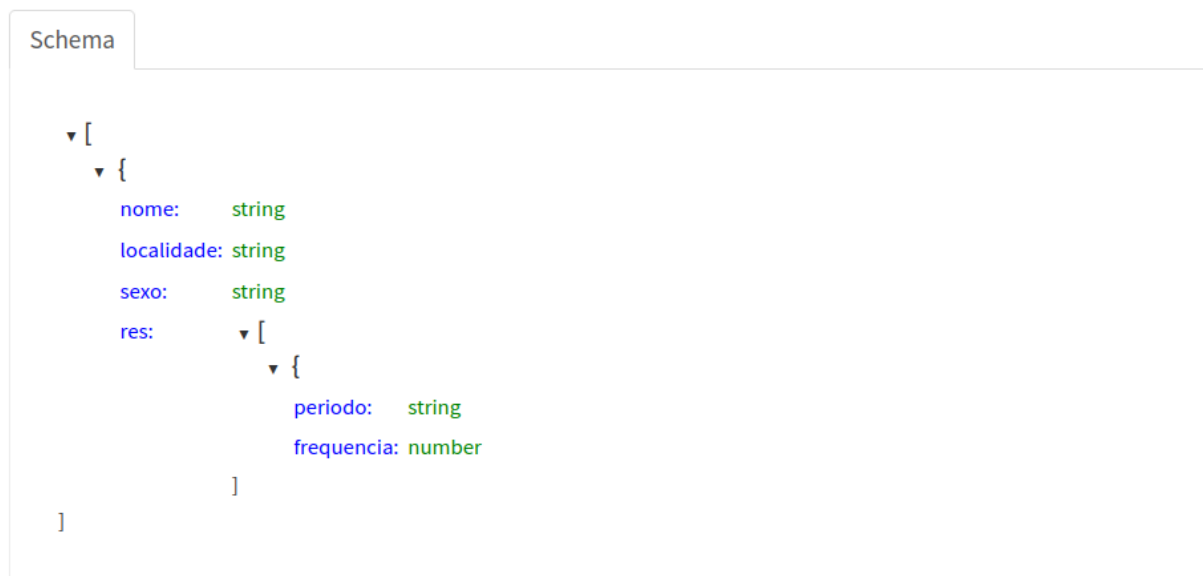 Schema
▼ [
▼ {
nome: string
localidade: string
sexo: string
res: ▼ [
▼ {
periodo: string
frequencia: number
]
]